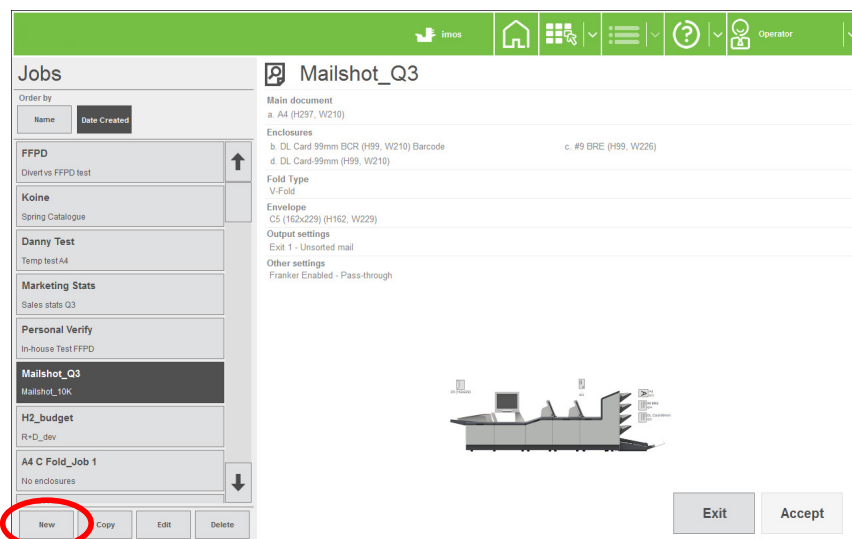 imos
Operator
Jobs
Order by
Name Date Created
FFPD
Divert vs FFPD test
Koine
Spring Catalogue
Danny Test
Temp test A4
Marketing Stats
Sales stats Q3
Personal Verify
In-house Test FFPD
Mailshot_Q3
Mailshot_10K
H2_budget
R+D_dev
A4 C Fold_Job 1
No enclosures
New Copy Edit Delete
Mailshot_Q3
Main document
a. A4 (H297, W210)
Enclosures
b. DL Card 99mm BCR (H99, W210) Barcode c. #9 BRE (H99, W226)
d. DL Card-99mm (H99, W210)
Fold Type
V-Fold
Envelope
C5 (162x229) (H162, W229)
Output settings
Exit 1 - Unsorted mail
Other settings
Franker Enabled - Pass-through
Exit Accept